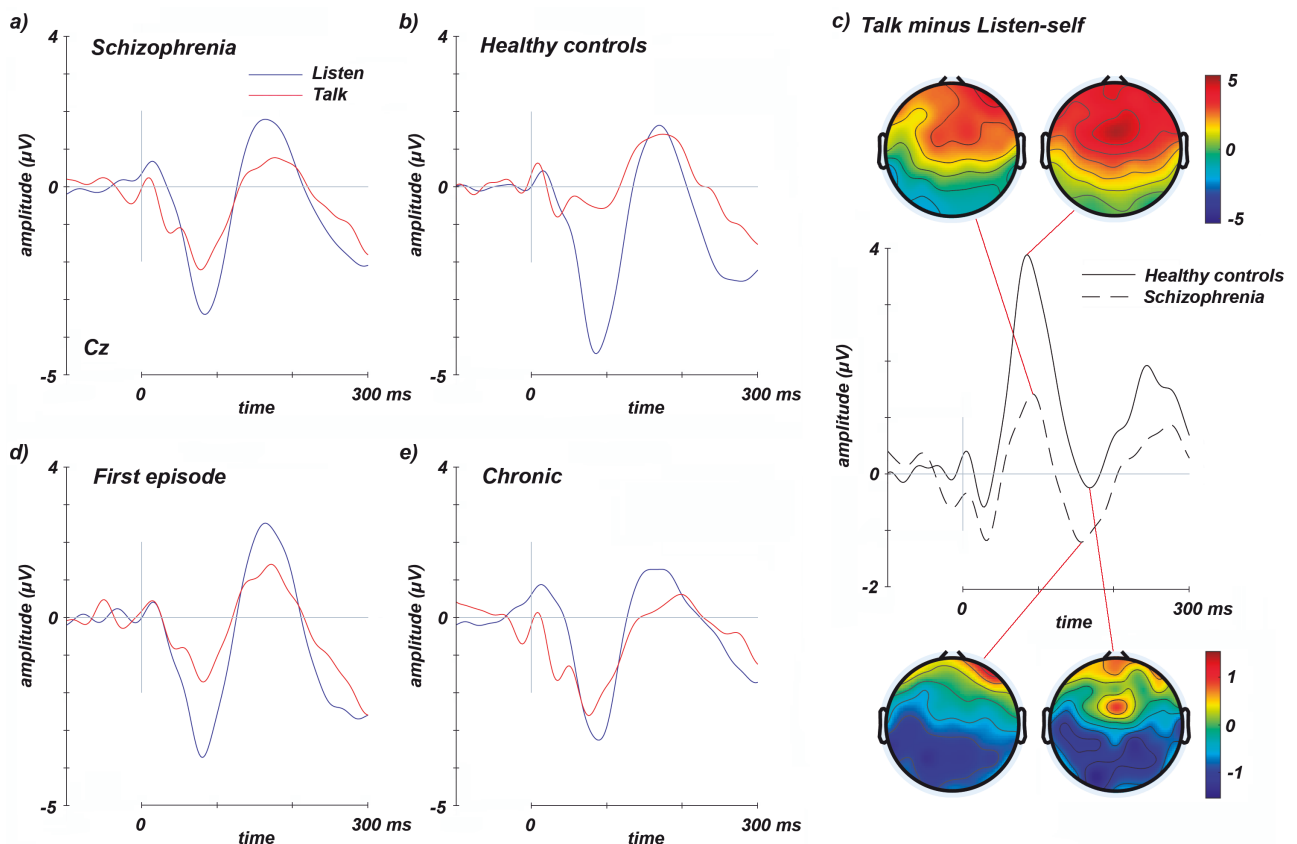 a)
Schizophrenia
Listen
Talk
4
0
-5
amplitude (µV)
Cz
0
300 ms
time
b)
Healthy controls
4
0
-5
amplitude (µV)
0
300 ms
time
c) Talk minus Listen-self
5
0
-5
Healthy controls
Schizophrenia
4
2
0
-2
amplitude (µV)
0
300 ms
time
1
0
-1
d)
First episode
4
0
-5
amplitude (µV)
0
300 ms
time
e)
Chronic
4
0
-5
amplitude (µV)
0
300 ms
time